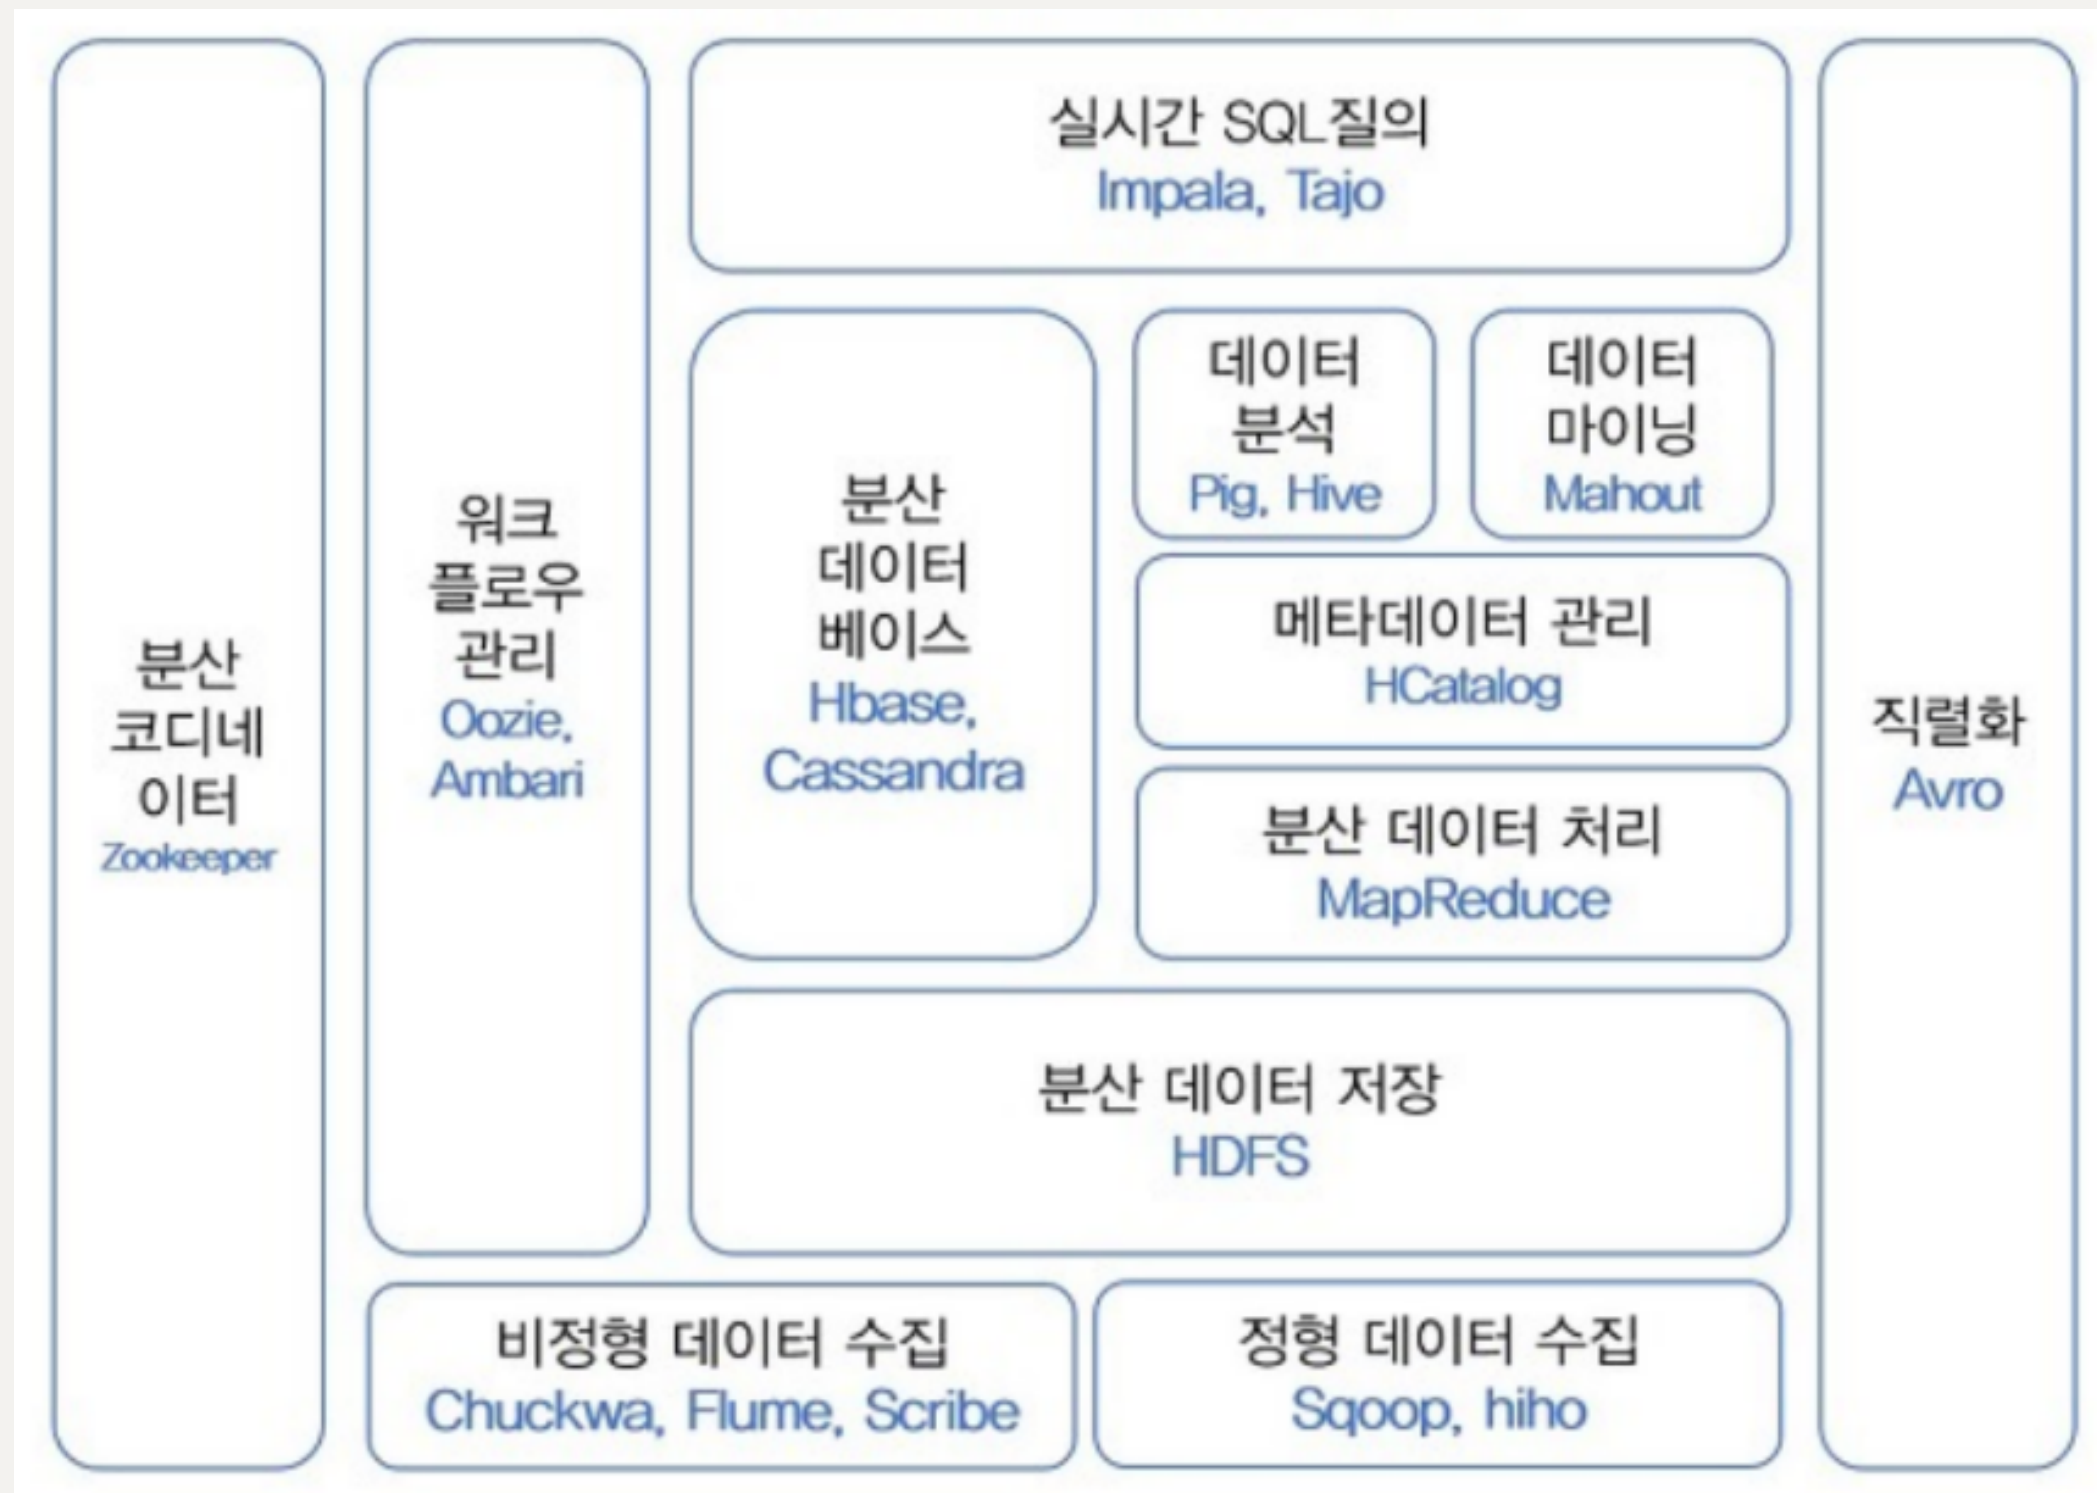 분산
코디네
이터
Zookeeper
워크
플로우
관리
Oozie,
Ambari
실시간 SQL질의
Impala, Tajo
분산
데이터
베이스
Hbase,
Cassandra
데이터
분석
Pig, Hive
데이터
마이닝
Mahout
메타데이터 관리
HCatalog
분산 데이터 처리
MapReduce
분산 데이터 저장
HDFS
비정형 데이터 수집
Chuckwa, Flume, Scribe
정형 데이터 수집
Sqoop, hiho
직렬화
Avro